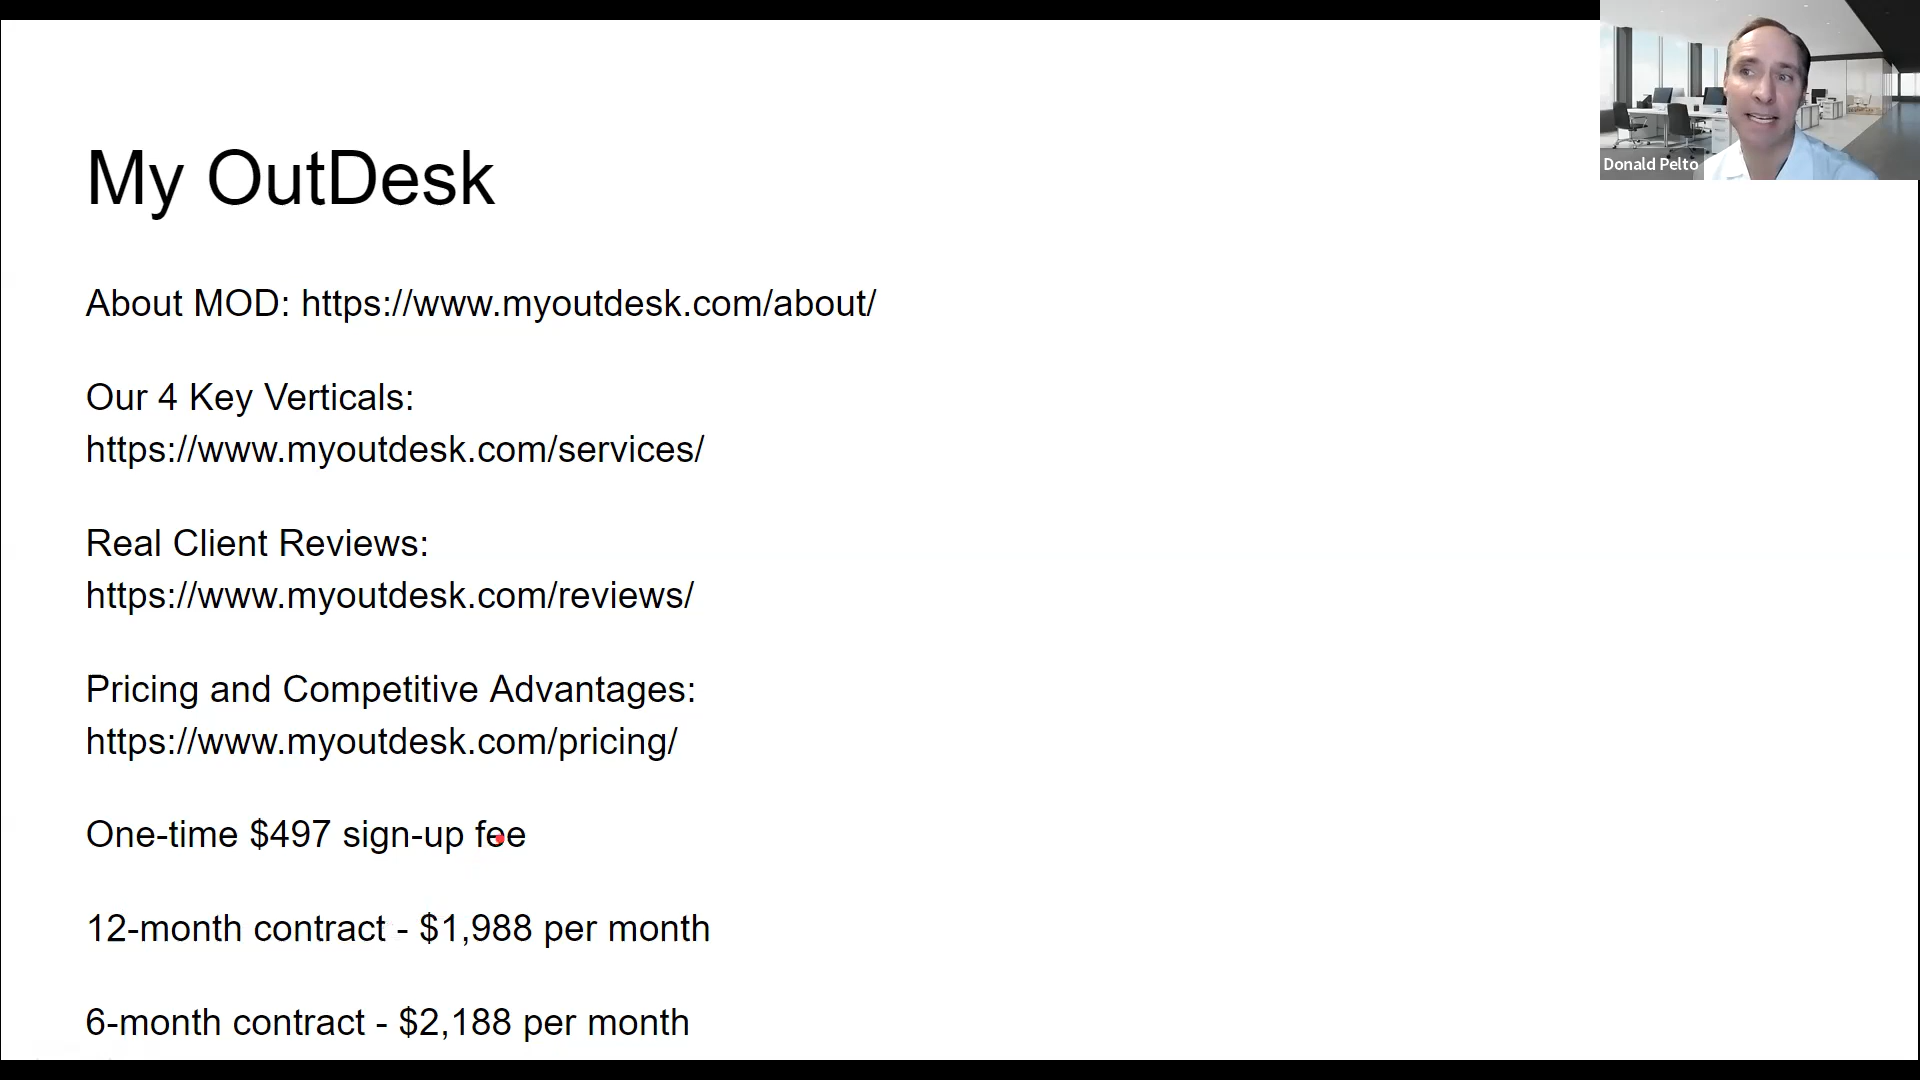 My OutDesk
About MOD: https://www.myoutdesk.com/about/
Our 4 Key Verticals:
https://www.myoutdesk.com/services/
Real Client Reviews:
https://www.myoutdesk.com/reviews/
Pricing and Competitive Advantages:
https://www.myoutdesk.com/pricing/
One-time $497 sign-up fee
12-month contract - $1,988 per month
6-month contract - $2,188 per month
Donald Pelto